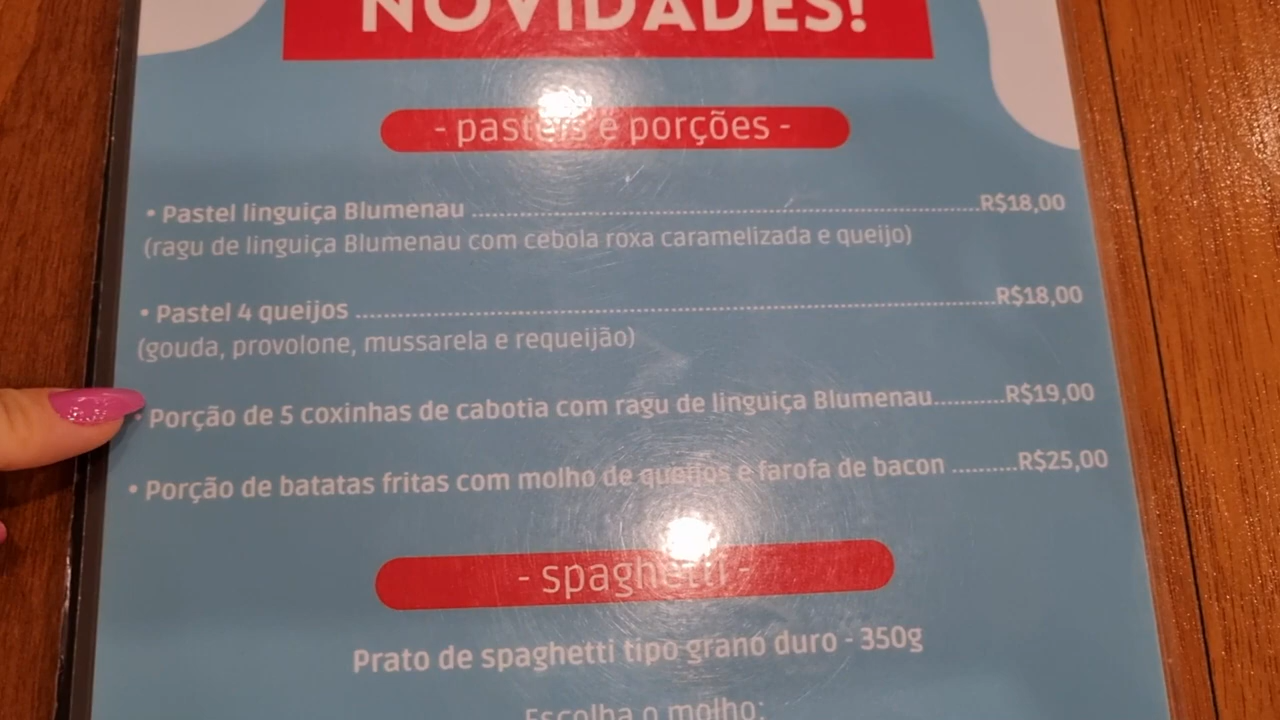 NOVIDADES!
- pasteis e porções -
• Pastel linguiça Blumenau ........................................................................R$18,00
(ragu de linguiça Blumenau com cebola roxa caramelizada e queijo)
• Pastel 4 queijos .........................................................................................R$18,00
(gouda, provolone, mussarela e requeijão)
• Porção de 5 coxinhas de cabotia com ragu de linguiça Blumenau..........R$19,00
• Porção de batatas fritas com molho de queijos e farofa de bacon .........R$25,00
- spaghetti -
Prato de spaghetti tipo grano duro - 350g
Escolha o molho: